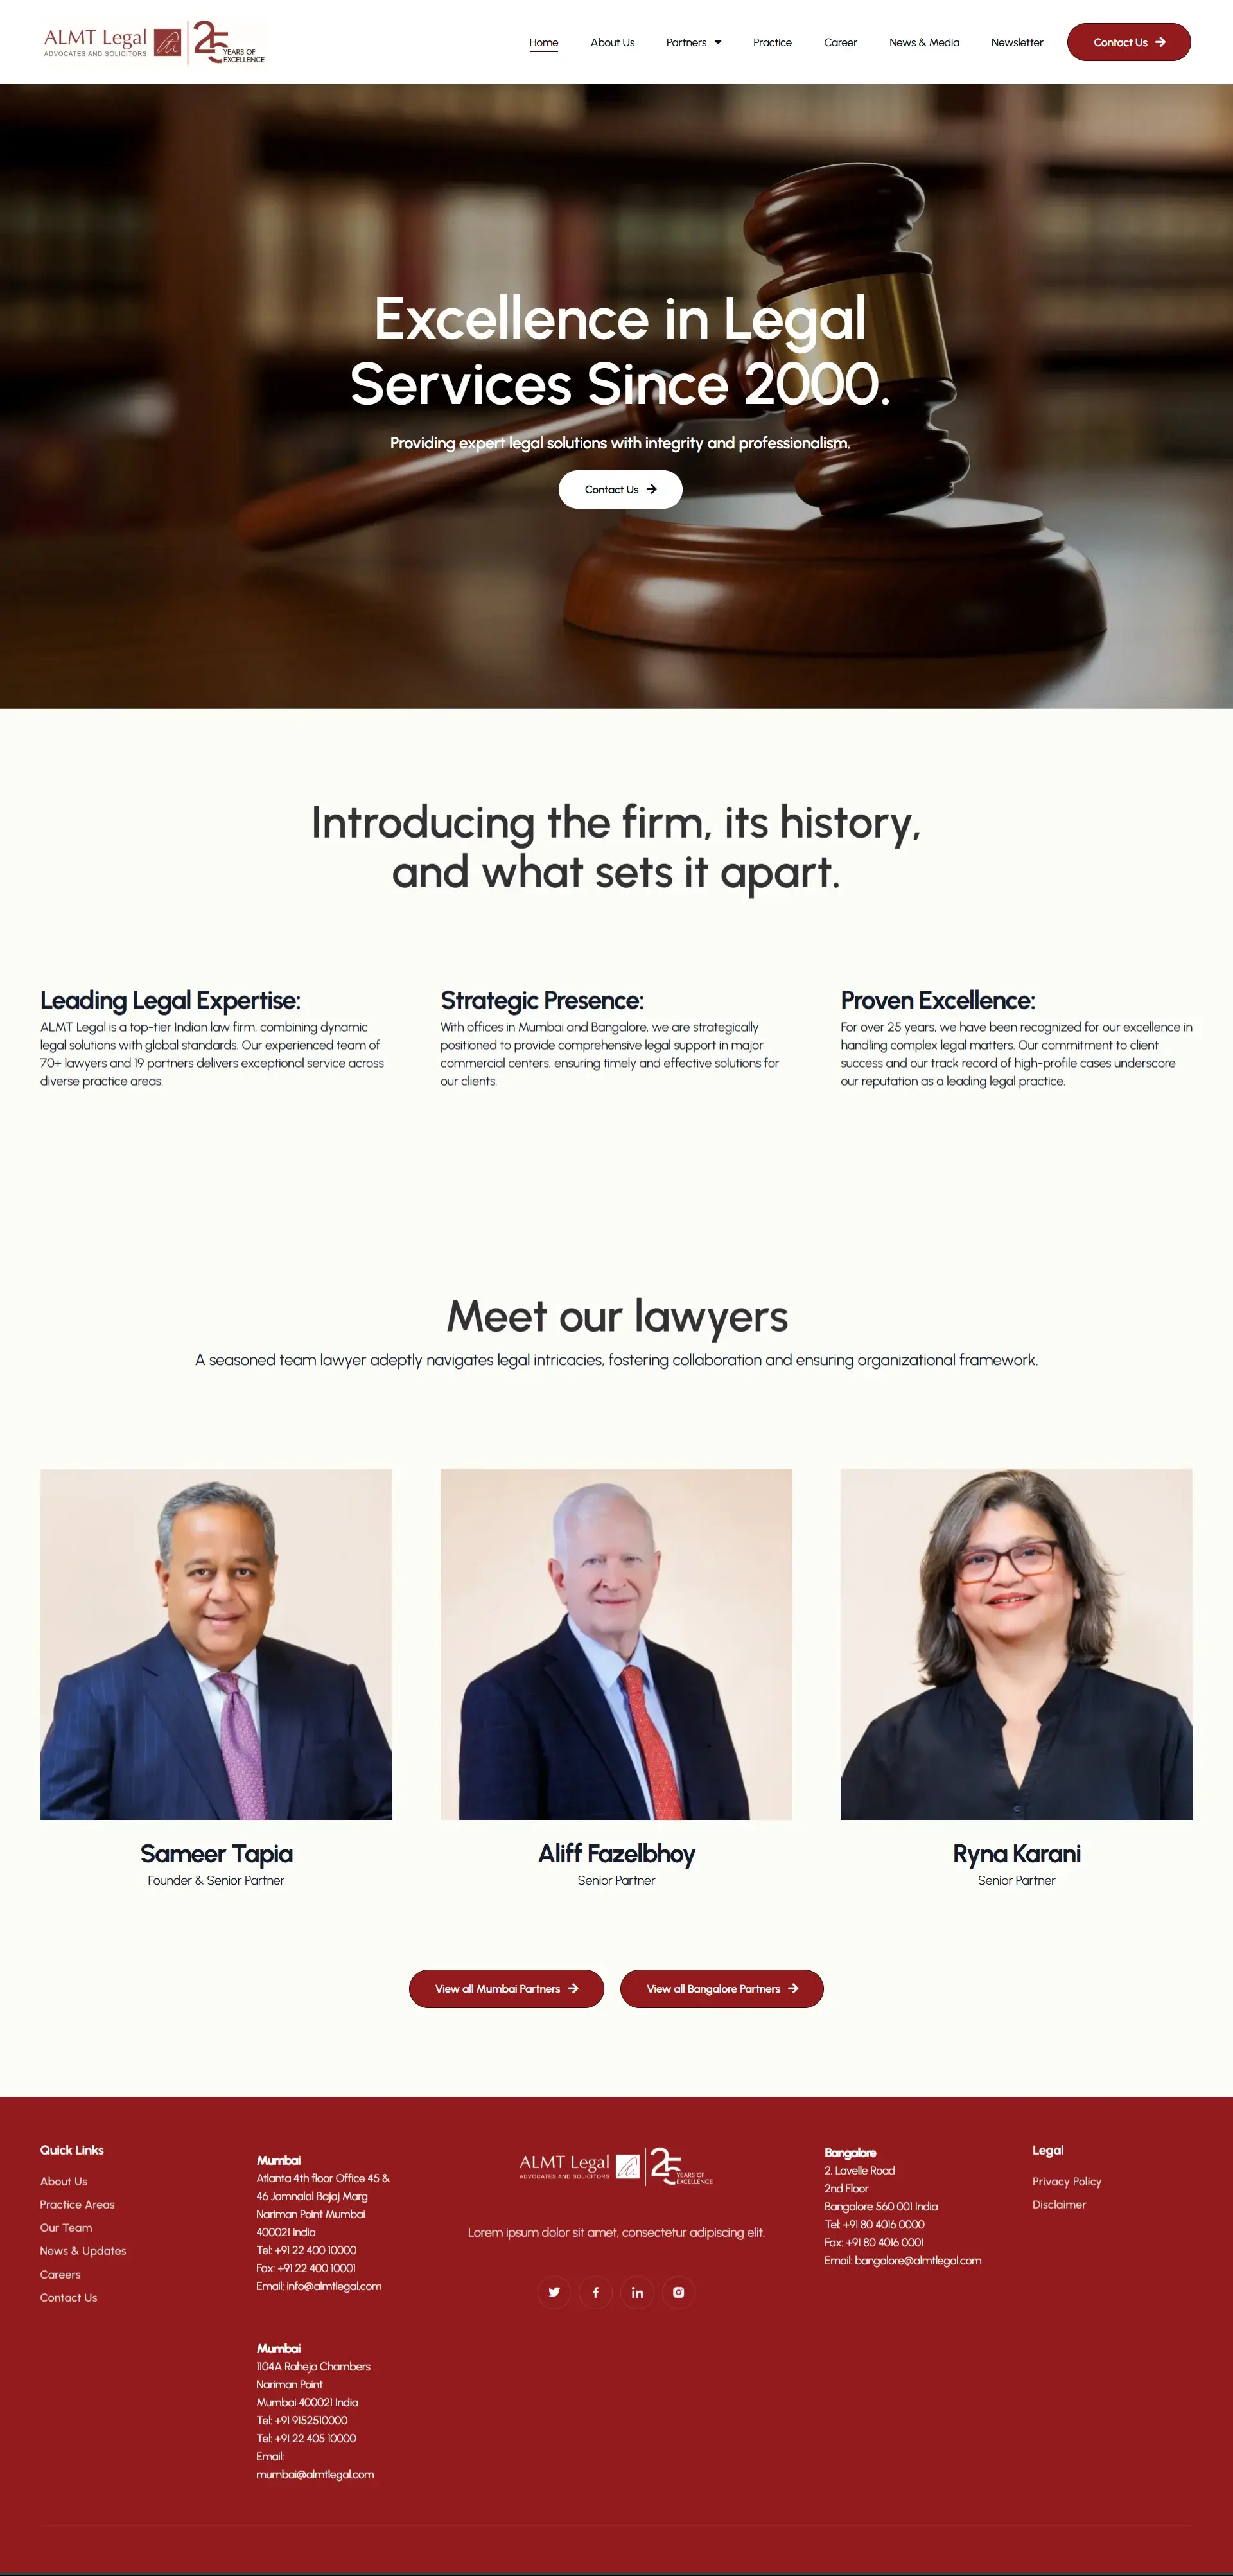 ALMT Legal
ADVOCATES AND SOLICITORS
25 YEARS OF EXCELLENCE
Home
About Us
Partners
Practice
Career
News & Media
Newsletter
Contact Us
Excellence in Legal
Services Since 2000.
Providing expert legal solutions with integrity and professionalism.
Contact Us
Introducing the firm, its history,
and what sets it apart.
Leading Legal Expertise:
ALMT Legal is a top-tier Indian law firm, combining dynamic
legal solutions with global standards. Our experienced team of
70+ lawyers and 19 partners delivers exceptional service across
diverse practice areas.
Strategic Presence:
With offices in Mumbai and Bangalore, we are strategically
positioned to provide comprehensive legal support in major
commercial centers, ensuring timely and effective solutions for
our clients.
Proven Excellence:
For over 25 years, we have been recognized for our excellence in
handling complex legal matters. Our commitment to client
success and our track record of high-profile cases underscore
our reputation as a leading legal practice.
Meet our lawyers
A seasoned team lawyer adeptly navigates legal intricacies, fostering collaboration and ensuring organizational framework.
Sameer Tapia
Founder & Senior Partner
Aliff Fazelbhoy
Senior Partner
Ryna Karani
Senior Partner
View all Mumbai Partners
View all Bangalore Partners
Quick Links
About Us
Practice Areas
Our Team
News & Updates
Careers
Contact Us
Mumbai
Atlanta 4th floor Office 45 &
46 Jamnalal Bajaj Marg
Nariman Point Mumbai
400021 India
Tel: +91 22 400 10000
Fax: +91 22 400 10001
Email: info@almtlegal.com
Mumbai
1104A Raheja Chambers
Nariman Point
Mumbai 400021 India
Tel: +91 9152510000
Tel: +91 22 405 10000
Email:
mumbai@almtlegal.com
ALMT Legal
ADVOCATES AND SOLICITORS
25 YEARS OF EXCELLENCE
Lorem ipsum dolor sit amet, consectetur adipiscing elit.
Bangalore
2, Lavelle Road
2nd Floor
Bangalore 560 001 India
Tel: +91 80 4016 0000
Fax: +91 80 4016 0001
Email: bangalore@almtlegal.com
Legal
Privacy Policy
Disclaimer